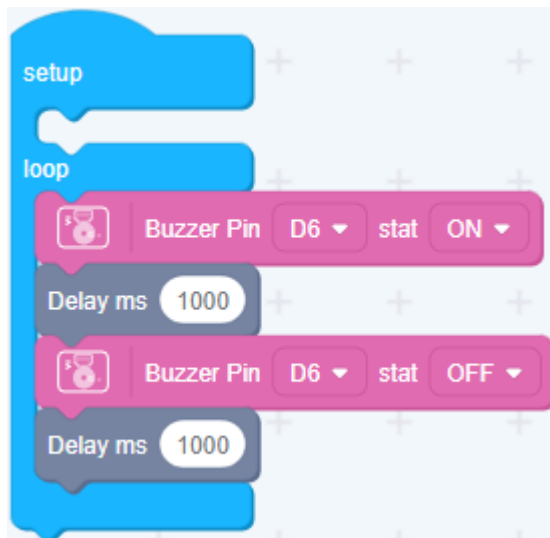 setup
loop
Buzzer Pin D6 stat ON
Delay ms 1000
Buzzer Pin D6 stat OFF
Delay ms 1000